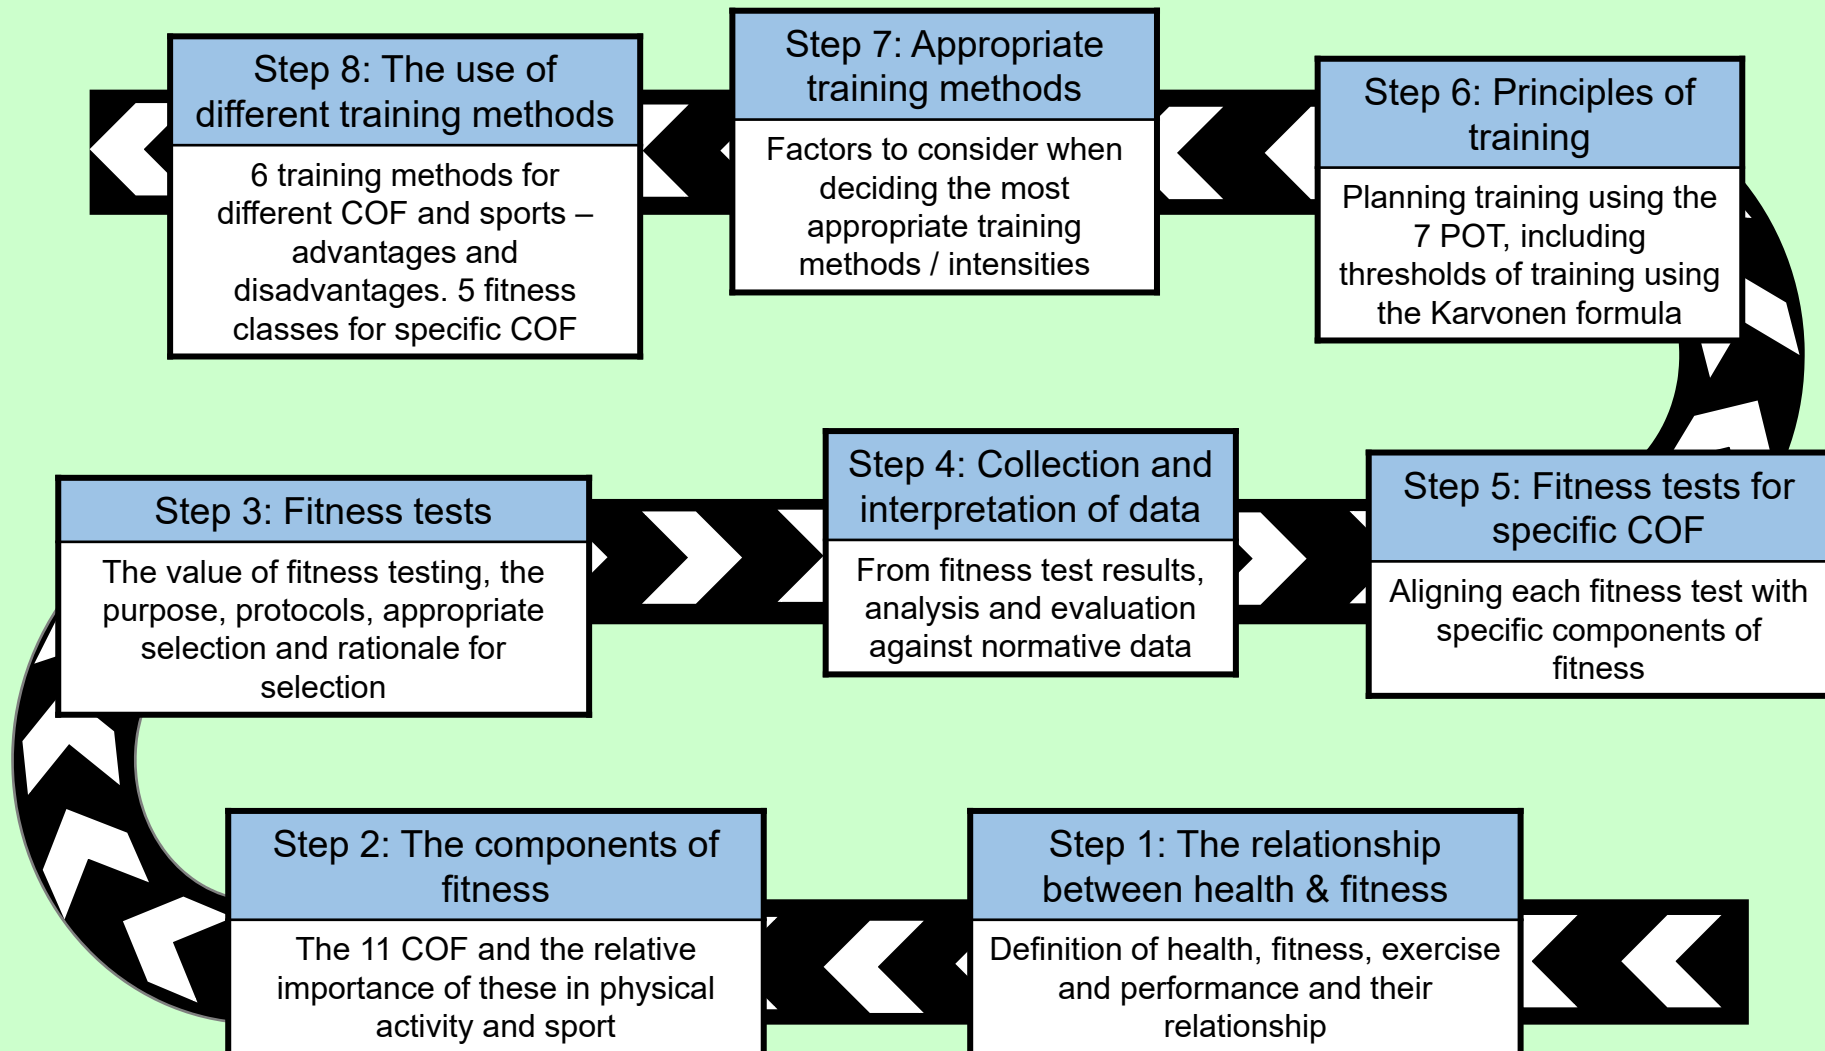 Step 8: The use of
different training methods
6 training methods for
different COF and sports –
advantages and
disadvantages. 5 fitness
classes for specific COF
Step 7: Appropriate
training methods
Factors to consider when
deciding the most
appropriate training
methods / intensities
Step 6: Principles of
training
Planning training using the
7 POT, including
thresholds of training using
the Karvonen formula
Step 3: Fitness tests
The value of fitness testing, the
purpose, protocols, appropriate
selection and rationale for
selection
Step 4: Collection and
interpretation of data
From fitness test results,
analysis and evaluation
against normative data
Step 5: Fitness tests for
specific COF
Aligning each fitness test with
specific components of
fitness
Step 2: The components of
fitness
The 11 COF and the relative
importance of these in physical
activity and sport
Step 1: The relationship
between health & fitness
Definition of health, fitness, exercise
and performance and their
relationship